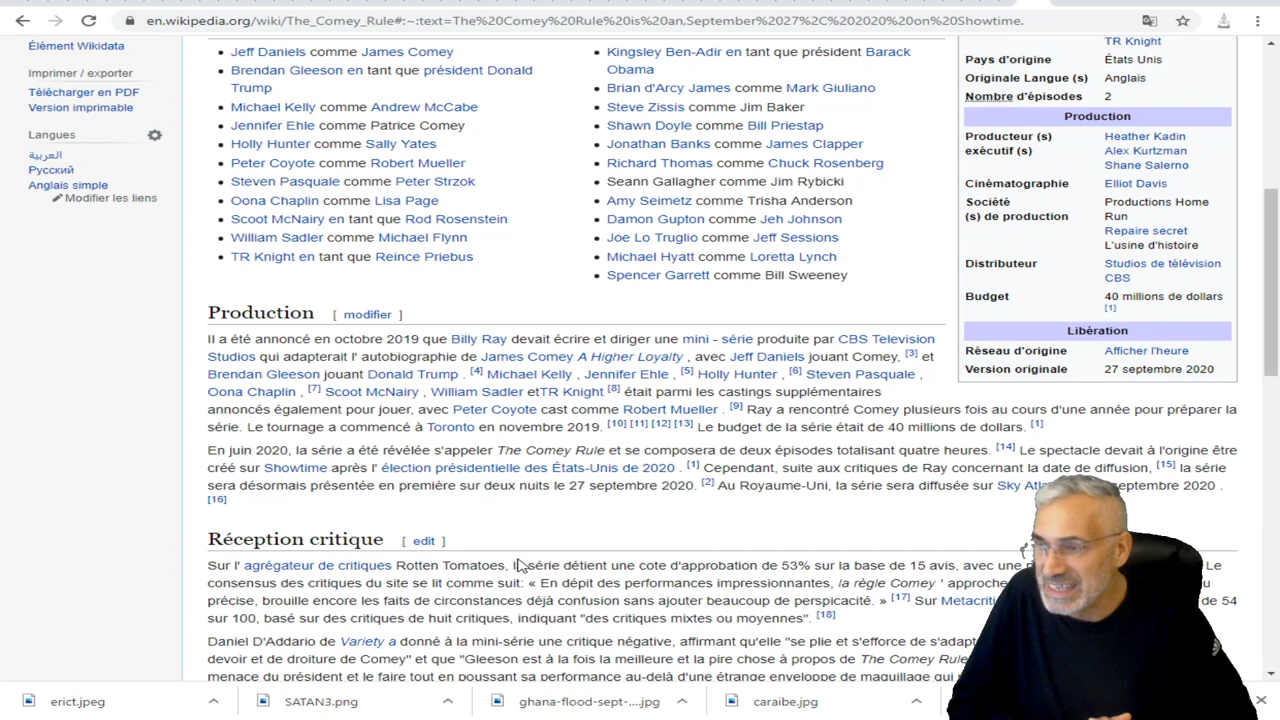 en.wikipedia.org/wiki/The_Comey_Rule#:~:text=The%20Comey%20Rule%20is%20an,September%2027%2C%202020%20on%20Showtime.
Élément Wikidata
Imprimer / exporter
Télécharger en PDF
Version imprimable
Langues
العربية
Русский
Anglais simple
Modifier les liens
Jeff Daniels comme James Comey
Brendan Gleeson en tant que président Donald
Trump
Michael Kelly comme Andrew McCabe
Jennifer Ehle comme Patrice Comey
Holly Hunter comme Sally Yates
Peter Coyote comme Robert Mueller
Steven Pasquale comme Peter Strzok
Oona Chaplin comme Lisa Page
Scoot McNairy en tant que Rod Rosenstein
William Sadler comme Michael Flynn
TR Knight en tant que Reince Priebus
Kingsley Ben-Adir en tant que président Barack
Obama
Brian d'Arcy James comme Mark Giuliano
Steve Zissis comme Jim Baker
Shawn Doyle comme Bill Priestap
Jonathan Banks comme James Clapper
Richard Thomas comme Chuck Rosenberg
Seann Gallagher comme Jim Rybicki
Amy Seimetz comme Trisha Anderson
Damon Gupton comme Jeh Johnson
Joe Lo Truglio comme Jeff Sessions
Michael Hyatt comme Loretta Lynch
Spencer Garrett comme Bill Sweeney
TR Knight
Pays d'origine États Unis
Originale Langue (s) Anglais
Nombre d'épisodes 2
Production
Producteur (s) Heather Kadin
exécutif (s) Alex Kurtzman
Shane Salerno
Cinématographie Elliot Davis
Société Productions Home
(s) de production Run
Repaire secret
L'usine d'histoire
Distributeur Studios de télévision
CBS
Budget 40 millions de dollars
[1]
Libération
Réseau d'origine Afficher l'heure
Version originale 27 septembre 2020
Production [ modifier ]
Il a été annoncé en octobre 2019 que Billy Ray devait écrire et diriger une mini - série produite par CBS Television
Studios qui adapterait l' autobiographie de James Comey A Higher Loyalty , avec Jeff Daniels jouant Comey, [3] et
Brendan Gleeson jouant Donald Trump . [4] Michael Kelly , Jennifer Ehle , [5] Holly Hunter , [6] Steven Pasquale ,
Oona Chaplin , [7] Scoot McNairy , William Sadler etTR Knight [8] était parmi les castings supplémentaires
annoncés également pour jouer, avec Peter Coyote cast comme Robert Mueller . [9] Ray a rencontré Comey plusieurs fois au cours d'une année pour préparer la
série. Le tournage a commencé à Toronto en novembre 2019. [10] [11] [12] [13] Le budget de la série était de 40 millions de dollars. [1]
En juin 2020, la série a été révélée s'appeler The Comey Rule et se composera de deux épisodes totalisant quatre heures. [14] Le spectacle devait à l'origine être
créé sur Showtime après l' élection présidentielle des États-Unis de 2020 . [1] Cependant, suite aux critiques de Ray concernant la date de diffusion, [15] la série
sera désormais présentée en première sur deux nuits le 27 septembre 2020. [2] Au Royaume-Uni, la série sera diffusée sur Sky septembre 2020 .
[16]
Réception critique [ edit ]
Sur l' agrégateur de critiques Rotten Tomatoes, la série détient une cote d'approbation de 53% sur la base de 15 avis, avec une Le
consensus des critiques du site se lit comme suit: « En dépit des performances impressionnantes, la règle Comey ' approche
précise, brouille encore les faits de circonstances déjà confusion sans ajouter beaucoup de perspicacité. » [17] Sur de 54
sur 100, basé sur des critiques de huit critiques, indiquant "des critiques mixtes ou moyennes". [18]
Daniel D'Addario de Variety a donné à la mini-série une critique négative, affirmant qu'elle "se plie et s'efforce de
devoir et de droiture de Comey" et que "Gleeson est à la fois la meilleure et la pire chose à propos de The Comey Rule
menace du président et le faire tout en poussant sa performance au-delà d'une étrange enveloppe de maquillage qui
erict.jpeg
SATAN3.png
ghana-flood-sept-....jpg
caraibe.jpg